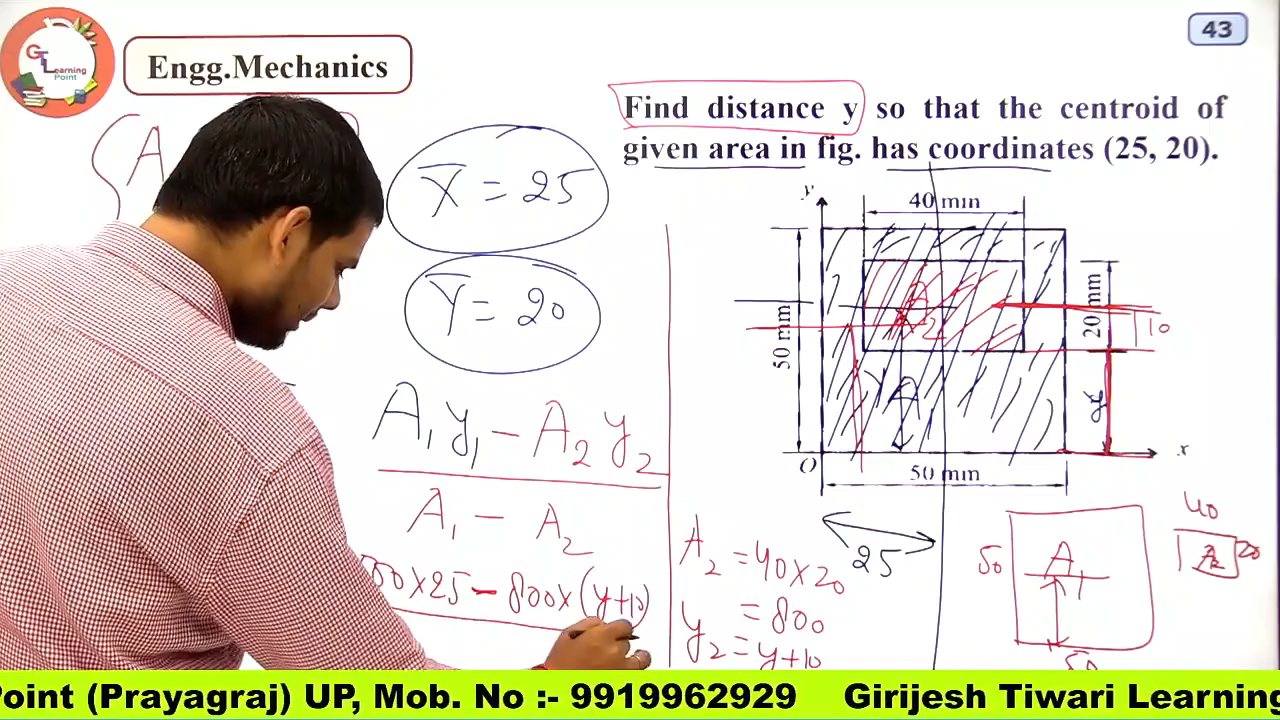 43
GT Learning
Point
Engg.Mechanics
Find distance y so that the centroid of
given area in fig. has coordinates (25, 20).
A
X̅ = 25
Y̅ = 20
A₁y₁ - A₂y₂
A₁ - A₂
00×25 - 800×(y+10)
y
40 mm
50 mm
20 mm
10
A₂
y
O
x
50 mm
25
A₂ = 40×20
= 800
y₂ = y+10
50
A₁
50
40
A₂
20
Point (Prayagraj) UP, Mob. No :- 9919962929 Girijesh Tiwari Learning